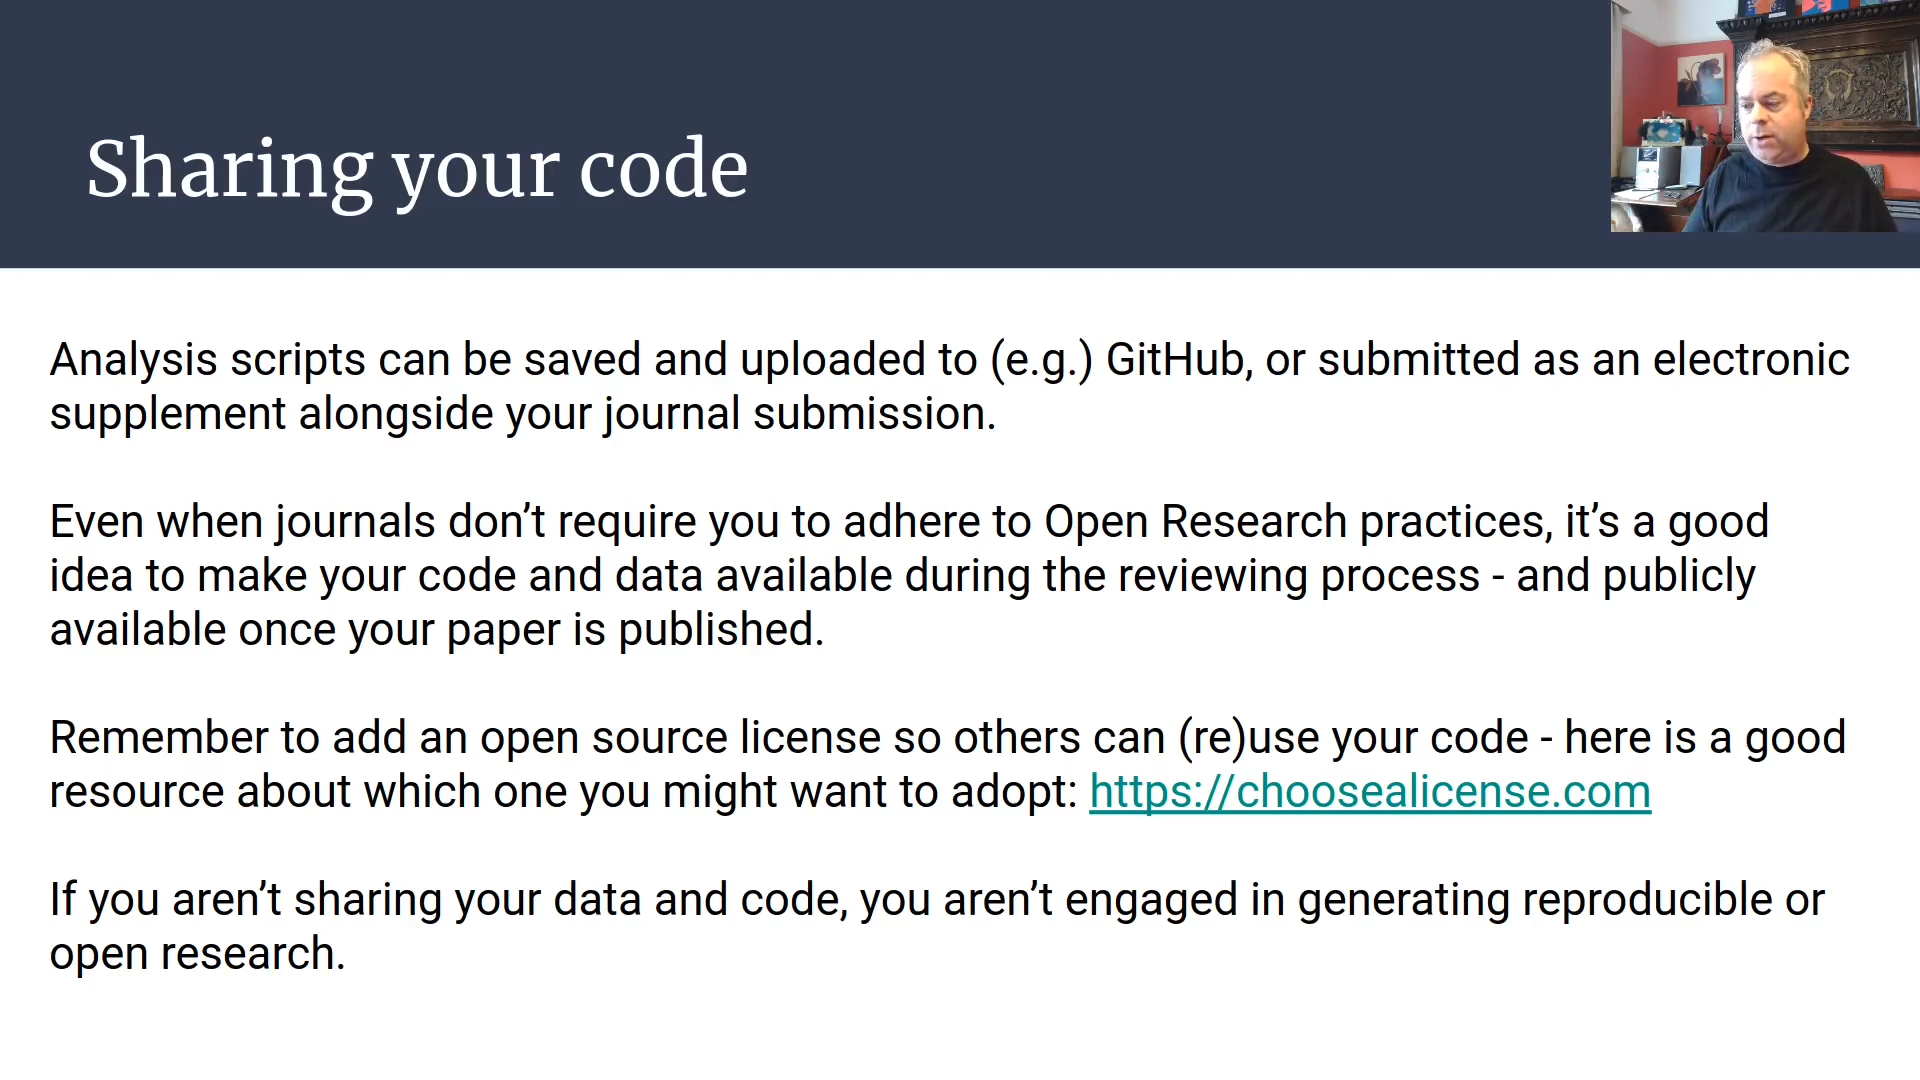 Sharing your code
Analysis scripts can be saved and uploaded to (e.g.) GitHub, or submitted as an electronic
supplement alongside your journal submission.
Even when journals don’t require you to adhere to Open Research practices, it’s a good
idea to make your code and data available during the reviewing process - and publicly
available once your paper is published.
Remember to add an open source license so others can (re)use your code - here is a good
resource about which one you might want to adopt: https://choosealicense.com
If you aren’t sharing your data and code, you aren’t engaged in generating reproducible or
open research.